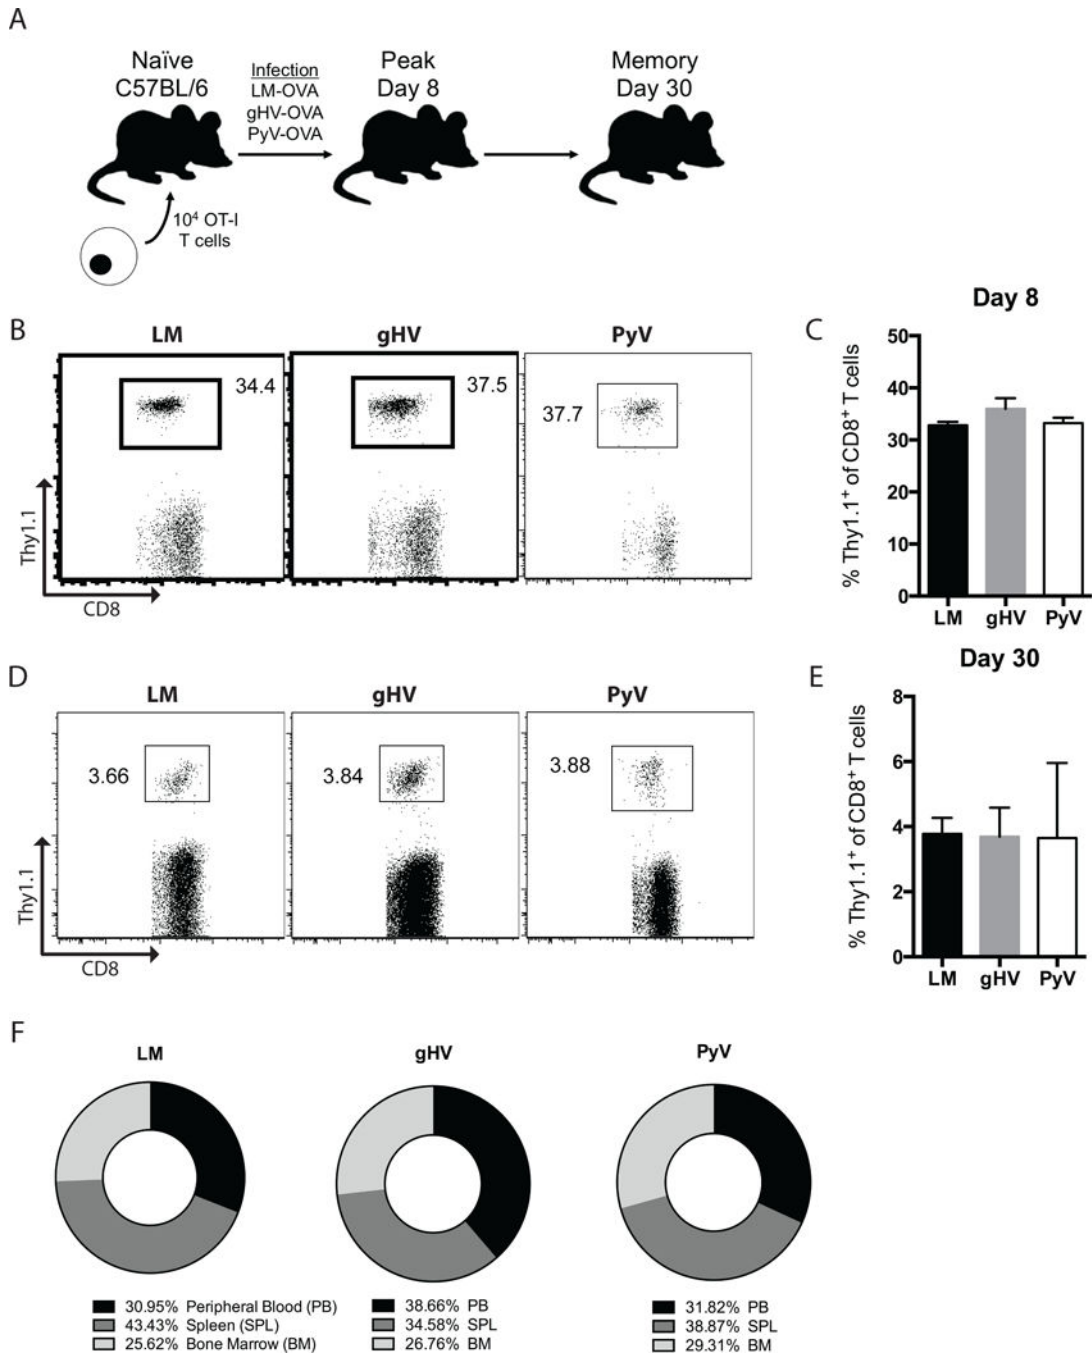 A
Naïve
C57BL/6
Infection
LM-OVA
gHV-OVA
PyV-OVA
Peak
Day 8
Memory
Day 30
10⁴ OT-I
T cells
B
LM
gHV
PyV
34.4
37.5
37.7
Thy1.1
CD8
C
Day 8
% Thy1.1⁺ of CD8⁺ T cells
50
40
30
20
10
0
LM
gHV
PyV
D
LM
gHV
PyV
3.66
3.84
3.88
Thy1.1
CD8
E
Day 30
% Thy1.1⁺ of CD8⁺ T cells
8
6
4
2
0
LM
gHV
PyV
F
LM
30.95% Peripheral Blood (PB)
43.43% Spleen (SPL)
25.62% Bone Marrow (BM)
gHV
38.66% PB
34.58% SPL
26.76% BM
PyV
31.82% PB
38.87% SPL
29.31% BM